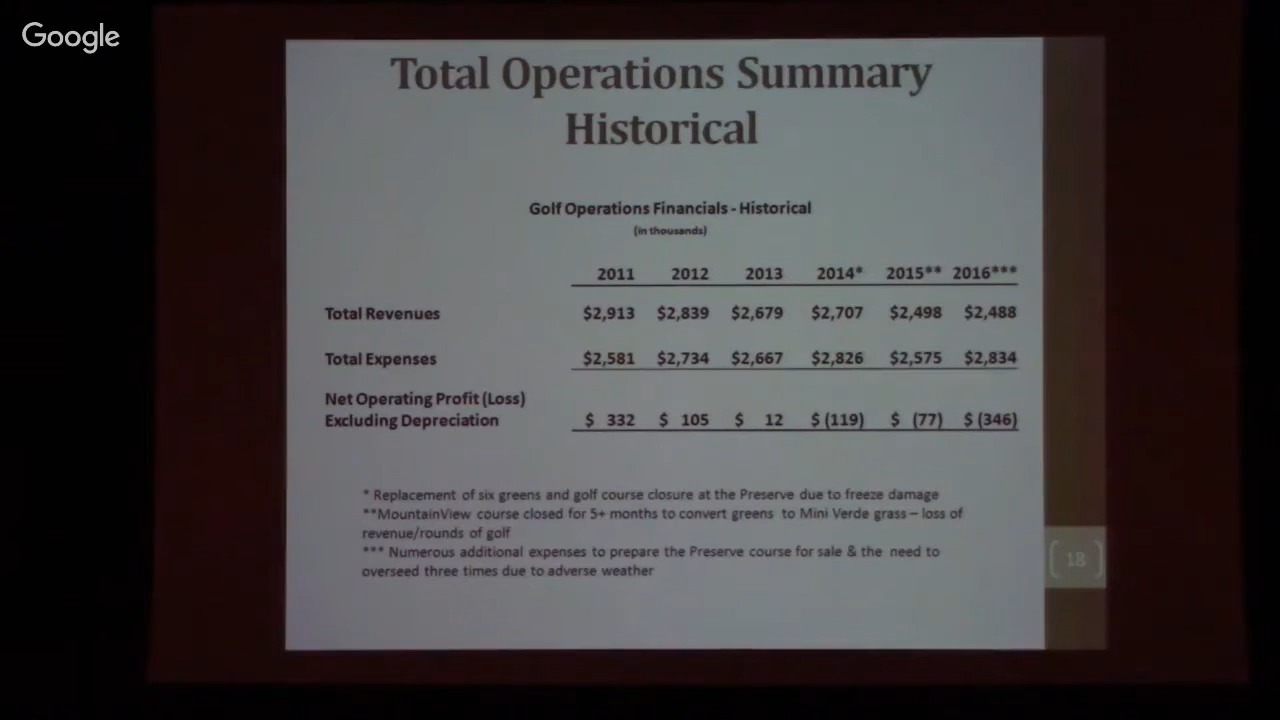 Google
Total Operations Summary
Historical
Golf Operations Financials - Historical
(in thousands)
2011 2012 2013 2014* 2015** 2016***
Total Revenues $2,913 $2,839 $2,679 $2,707 $2,498 $2,488
Total Expenses $2,581 $2,734 $2,667 $2,826 $2,575 $2,834
Net Operating Profit (Loss)
Excluding Depreciation $ 332 $ 105 $ 12 $ (119) $ (77) $ (346)
* Replacement of six greens and golf course closure at the Preserve due to freeze damage
**MountainView course closed for 5+ months to convert greens to Mini Verde grass – loss of
revenue/rounds of golf
*** Numerous additional expenses to prepare the Preserve course for sale & the need to
overseed three times due to adverse weather
18